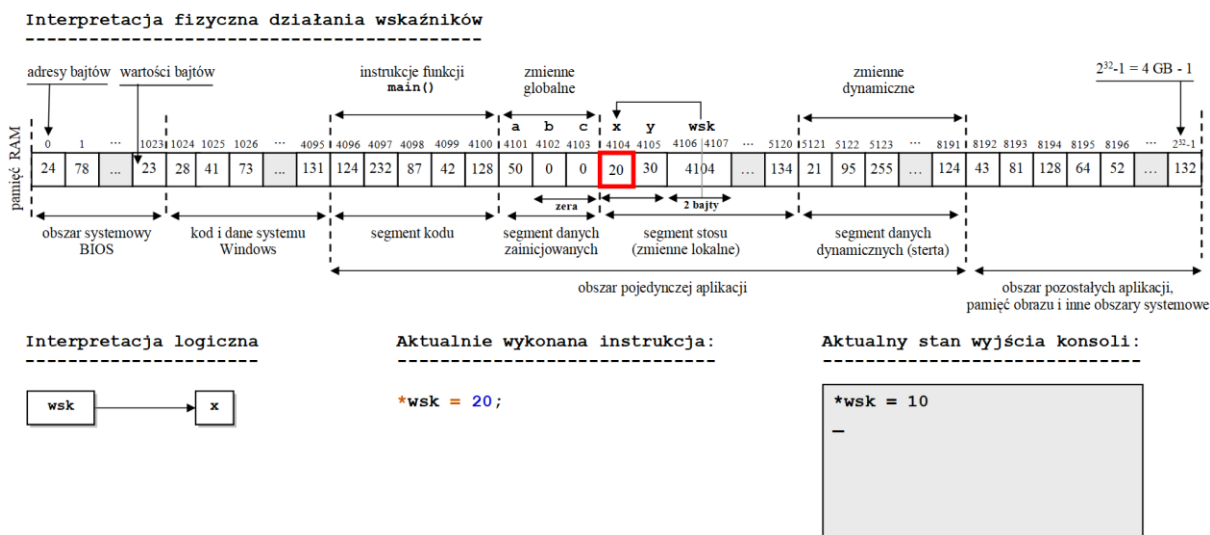 Interpretacja fizyczna działania wskaźników
adresy bajtów wartości bajtów
instrukcje funkcji
main()
zmienne
globalne
zmienne
dynamiczne
2³²-1 = 4 GB - 1
a b c x y wsk
0 1 ... 1023 1024 1025 1026 ... 4095 4096 4097 4098 4099 4100 4101 4102 4103 4104 4105 4106 4107 ... 5120 5121 5122 5123 ... 8191 8192 8193 8194 8195 8196 ... 2³²-1
pamięć RAM
24 78 ... 23 28 41 73 ... 131 124 232 87 42 128 50 0 0 20 30 4104 ... 134 21 95 255 ... 124 43 81 128 64 52 ... 132
zera
2 bajty
obszar systemowy
BIOS
kod i dane systemu
Windows
segment kodu
segment danych
zainicjowanych
segment stosu
(zmienne lokalne)
segment danych
dynamicznych (sterta)
obszar pojedynczej aplikacji
obszar pozostałych aplikacji,
pamięć obrazu i inne obszary systemowe
Interpretacja logiczna
wsk x
Aktualnie wykonana instrukcja:
*wsk = 20;
Aktualny stan wyjścia konsoli:
*wsk = 10
_